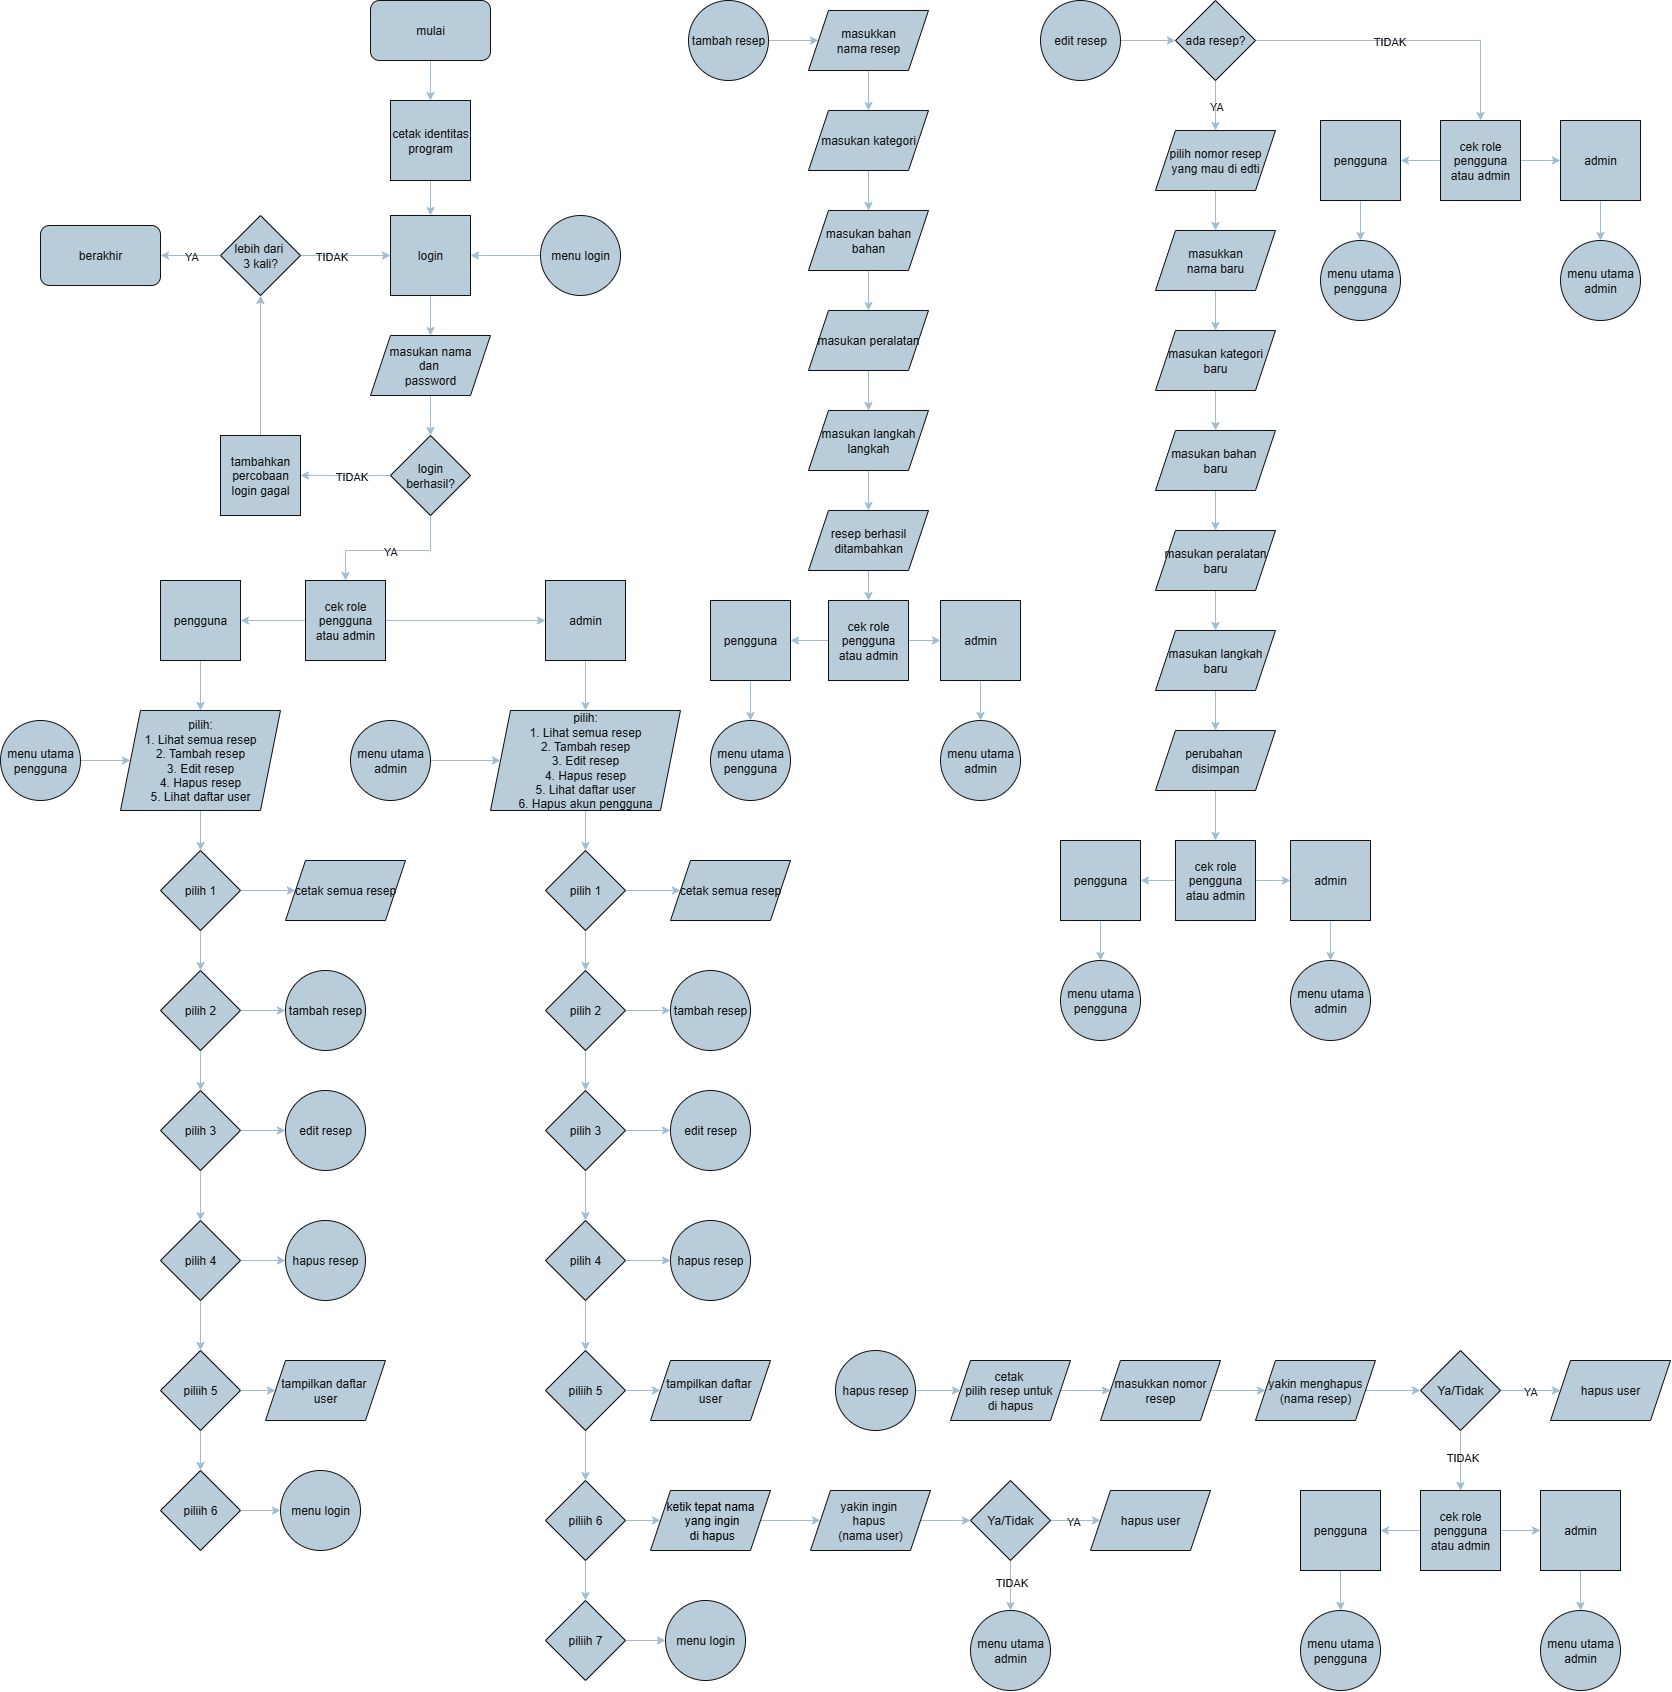 mulai
cetak identitas
program
berakhir
YA
lebih dari
3 kali?
TIDAK
login
menu login
masukan nama
dan
password
tambahkan
percobaan
login gagal
TIDAK
login
berhasil?
YA
pengguna
cek role
pengguna
atau admin
admin
menu utama
pengguna
pilih:
1. Lihat semua resep
2. Tambah resep
3. Edit resep
4. Hapus resep
5. Lihat daftar user
menu utama
admin
pilih:
1. Lihat semua resep
2. Tambah resep
3. Edit resep
4. Hapus resep
5. Lihat daftar user
6. Hapus akun pengguna
pilih 1
cetak semua resep
pilih 2
tambah resep
pilih 3
edit resep
pilih 4
hapus resep
piliih 5
tampilkan daftar
user
piliih 6
menu login
pilih 1
cetak semua resep
pilih 2
tambah resep
pilih 3
edit resep
pilih 4
hapus resep
piliih 5
tampilkan daftar
user
piliih 6
ketik tepat nama
yang ingin
di hapus
yakin ingin
hapus
(nama user)
Ya/Tidak
YA
hapus user
TIDAK
menu utama
admin
piliih 7
menu login
tambah resep
masukkan
nama resep
masukan kategori
masukan bahan
bahan
masukan peralatan
masukan langkah
langkah
resep berhasil
ditambahkan
pengguna
cek role
pengguna
atau admin
admin
menu utama
pengguna
menu utama
admin
edit resep
ada resep?
TIDAK
YA
pengguna
cek role
pengguna
atau admin
admin
menu utama
pengguna
menu utama
admin
pilih nomor resep
yang mau di edti
masukkan
nama baru
masukan kategori
baru
masukan bahan
baru
masukan peralatan
baru
masukan langkah
baru
perubahan
disimpan
pengguna
cek role
pengguna
atau admin
admin
menu utama
pengguna
menu utama
admin
hapus resep
cetak
pilih resep untuk
di hapus
masukkan nomor
resep
yakin menghapus
(nama resep)
Ya/Tidak
YA
hapus user
TIDAK
pengguna
cek role
pengguna
atau admin
admin
menu utama
pengguna
menu utama
admin